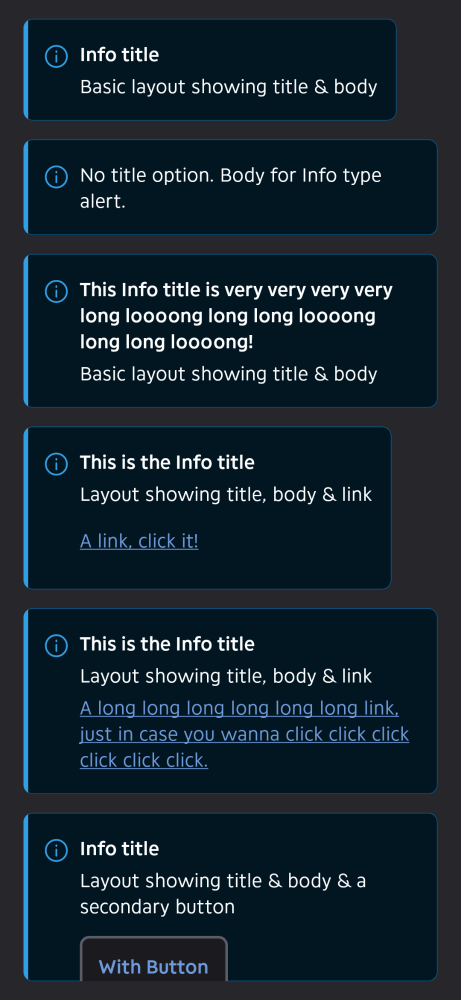 Info title
Basic layout showing title & body
No title option. Body for Info type
alert.
This Info title is very very very very
long loooong long long loooong
long long loooong!
Basic layout showing title & body
This is the Info title
Layout showing title, body & link
A link, click it!
This is the Info title
Layout showing title, body & link
A long long long long long long link,
just in case you wanna click click click
click click click.
Info title
Layout showing title & body & a
secondary button
With Button